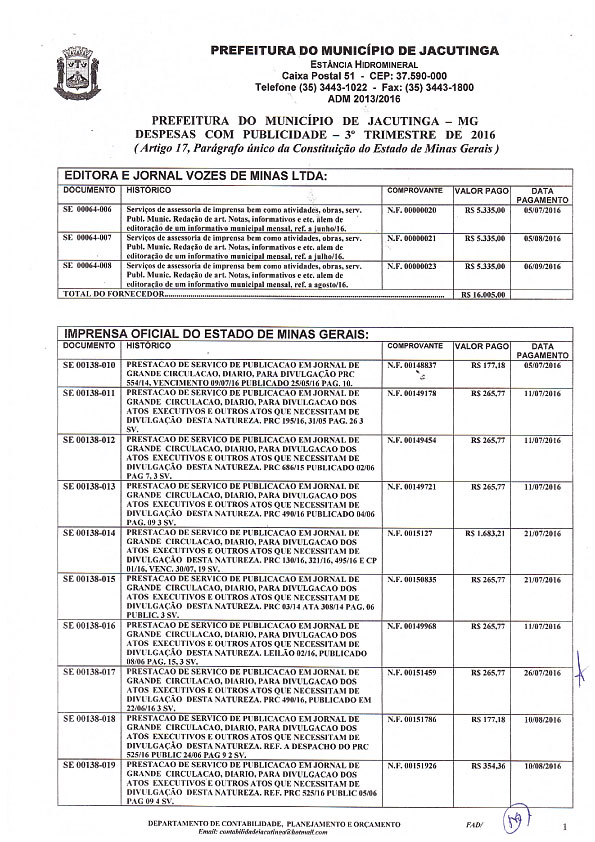 PREFEITURA DO MUNICÍPIO DE JACUTINGA
ESTÂNCIA HIDROMINERAL
Caixa Postal 51 - CEP: 37.590-000
Telefone (35) 3443-1022 - Fax: (35) 3443-1800
ADM 2013/2016
PREFEITURA DO MUNICÍPIO DE JACUTINGA – MG
DESPESAS COM PUBLICIDADE – 3º TRIMESTRE DE 2016
( Artigo 17, Parágrafo único da Constituição do Estado de Minas Gerais )
EDITORA E JORNAL VOZES DE MINAS LTDA:
DOCUMENTO HISTÓRICO COMPROVANTE VALOR PAGO DATA
PAGAMENTO
SE 00064-006 Serviços de assessoria de imprensa bem como atividades, obras, serv. N.F. 00000020 R$ 5.335,00 05/07/2016
Publ. Munic. Redação de art. Notas, informativos e etc. alem de
editoração de um informativo municipal mensal, ref. a junho/16.
SE 00064-007 Serviços de assessoria de imprensa bem como atividades, obras, serv. N.F. 00000021 R$ 5.335,00 05/08/2016
Publ. Munic. Redação de art. Notas, informativos e etc. alem de
editoração de um informativo municipal mensal, ref. a julho/16.
SE 00064-008 Serviços de assessoria de imprensa bem como atividades, obras, serv. N.F. 00000023 R$ 5.335,00 06/09/2016
Publ. Munic. Redação de art. Notas, informativos e etc. alem de
editoração de um informativo municipal mensal, ref. a agosto/16.
TOTAL DO FORNECEDOR.......... R$ 16.005,00
IMPRENSA OFICIAL DO ESTADO DE MINAS GERAIS:
DOCUMENTO HISTÓRICO COMPROVANTE VALOR PAGO DATA
PAGAMENTO
SE 00138-010 PRESTACAO DE SERVICO DE PUBLICACAO EM JORNAL DE N.F. 00148837 R$ 177,18 05/07/2016
GRANDE CIRCULACAO, DIARIO, PARA DIVULGAÇÃO PRC
554/14, VENCIMENTO 09/07/16 PUBLICADO 25/05/16 PAG. 10.
SE 00138-011 PRESTACAO DE SERVICO DE PUBLICACAO EM JORNAL DE N.F. 00149178 R$ 265,77 11/07/2016
GRANDE CIRCULACAO, DIARIO, PARA DIVULGACAO DOS
ATOS EXECUTIVOS E OUTROS ATOS QUE NECESSITAM DE
DIVULGAÇÃO DESTA NATUREZA. PRC 195/16, 31/05 PAG. 26 3
SV.
SE 00138-012 PRESTACAO DE SERVICO DE PUBLICACAO EM JORNAL DE N.F. 00149454 R$ 265,77 11/07/2016
GRANDE CIRCULACAO, DIARIO, PARA DIVULGACAO DOS
ATOS EXECUTIVOS E OUTROS ATOS QUE NECESSITAM DE
DIVULGAÇÃO DESTA NATUREZA. PRC 686/15 PUBLICADO 02/06
PAG 7. 3 SV.
SE 00138-013 PRESTACAO DE SERVICO DE PUBLICACAO EM JORNAL DE N.F. 00149721 R$ 265,77 11/07/2016
GRANDE CIRCULACAO, DIARIO, PARA DIVULGACAO DOS
ATOS EXECUTIVOS E OUTROS ATOS QUE NECESSITAM DE
DIVULGAÇÃO DESTA NATUREZA. PRC 490/16 PUBLICADO 04/06
PAG. 09 3 SV.
SE 00138-014 PRESTACAO DE SERVICO DE PUBLICACAO EM JORNAL DE N.F. 0015127 R$ 1.683,21 21/07/2016
GRANDE CIRCULACAO, DIARIO, PARA DIVULGACAO DOS
ATOS EXECUTIVOS E OUTROS ATOS QUE NECESSITAM DE
DIVULGAÇÃO DESTA NATUREZA. PRC 130/16, 321/16, 495/16 E CP
01/16, VENC. 30/07, 19 SV.
SE 00138-015 PRESTACAO DE SERVICO DE PUBLICACAO EM JORNAL DE N.F. 00150835 R$ 265,77 21/07/2016
GRANDE CIRCULACAO, DIARIO, PARA DIVULGACAO DOS
ATOS EXECUTIVOS E OUTROS ATOS QUE NECESSITAM DE
DIVULGAÇÃO DESTA NATUREZA. PRC 03/14 ATA 308/14 PAG. 06
PUBLIC. 3 SV.
SE 00138-016 PRESTACAO DE SERVICO DE PUBLICACAO EM JORNAL DE N.F. 00149968 R$ 265,77 11/07/2016
GRANDE CIRCULACAO, DIARIO, PARA DIVULGACAO DOS
ATOS EXECUTIVOS E OUTROS ATOS QUE NECESSITAM DE
DIVULGAÇÃO DESTA NATUREZA. LEILÃO 02/16, PUBLICADO
08/06 PAG. 15, 3 SV.
SE 00138-017 PRESTACAO DE SERVICO DE PUBLICACAO EM JORNAL DE N.F. 00151459 R$ 265,77 26/07/2016
GRANDE CIRCULACAO, DIARIO, PARA DIVULGACAO DOS
ATOS EXECUTIVOS E OUTROS ATOS QUE NECESSITAM DE
DIVULGAÇÃO DESTA NATUREZA. PRC 490/16, PUBLICADO EM
22/06/16 3 SV.
SE 00138-018 PRESTACAO DE SERVICO DE PUBLICACAO EM JORNAL DE N.F. 00151786 R$ 177,18 10/08/2016
GRANDE CIRCULACAO, DIARIO, PARA DIVULGACAO DOS
ATOS EXECUTIVOS E OUTROS ATOS QUE NECESSITAM DE
DIVULGAÇÃO DESTA NATUREZA. REF. A DESPACHO DO PRC
525/16 PUBLIC 24/06 PAG 9 2 SV.
SE 00138-019 PRESTACAO DE SERVICO DE PUBLICACAO EM JORNAL DE N.F. 00151926 R$ 354,36 10/08/2016
GRANDE CIRCULACAO, DIARIO, PARA DIVULGACAO DOS
ATOS EXECUTIVOS E OUTROS ATOS QUE NECESSITAM DE
DIVULGAÇÃO DESTA NATUREZA. REF. PRC 525/16 PUBLIC 05/06
PAG 09 4 SV.
DEPARTAMENTO DE CONTABILIDADE, PLANEJAMENTO E ORÇAMENTO FAD/ 1
Email: contabilidadejacutinga@hotmail.com